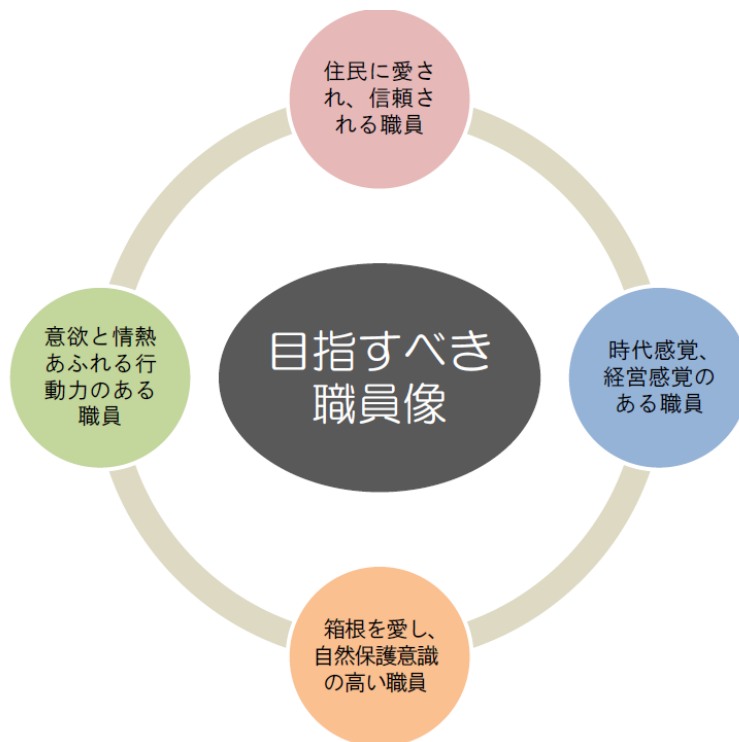 住民に愛さ
れ、信頼さ
れる職員
意欲と情熱
あふれる行
動力のある
職員
目指すべき
職員像
時代感覚、
経営感覚の
ある職員
箱根を愛し、
自然保護意識
の高い職員